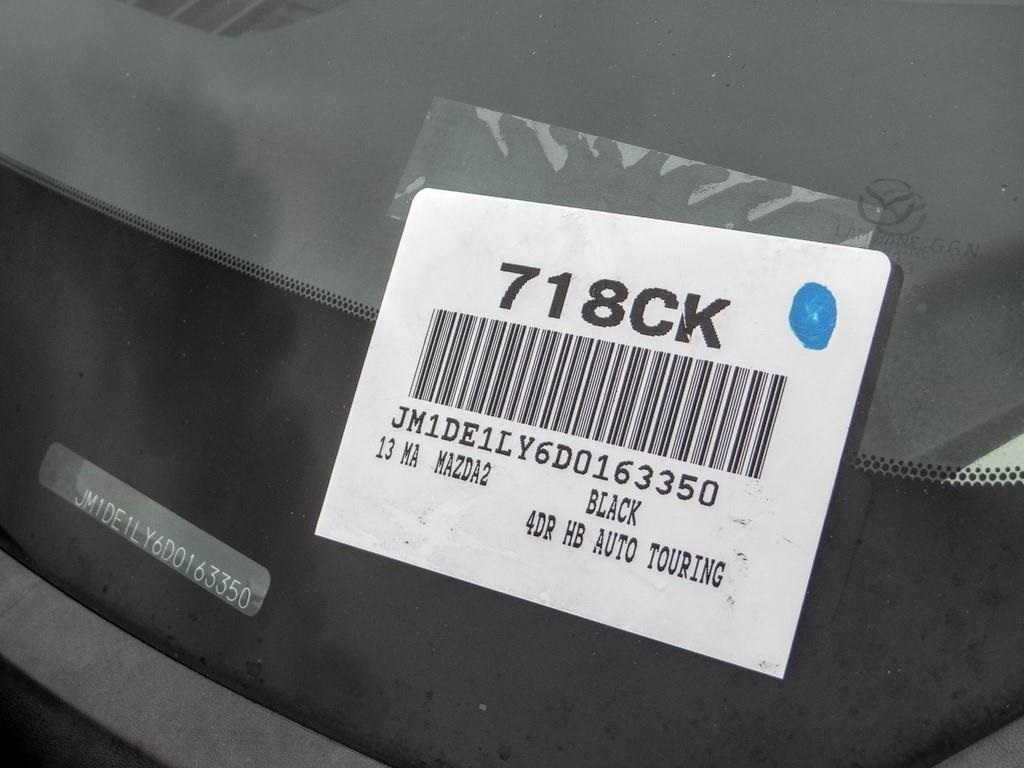 718CK
JM1DE1LY6D0163350
13 MA MAZDA2
BLACK
4DR HB AUTO TOURING
JM1DE1LY6D0163350